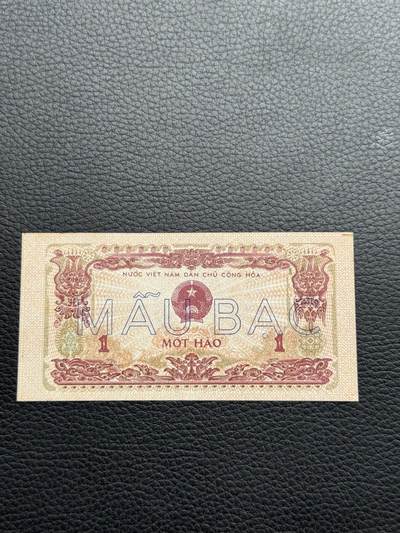 NƯỚC VIỆT NAM DÂN CHỦ CỘNG HÒA
MẪU BẠC
1 1
MỘT HÀO